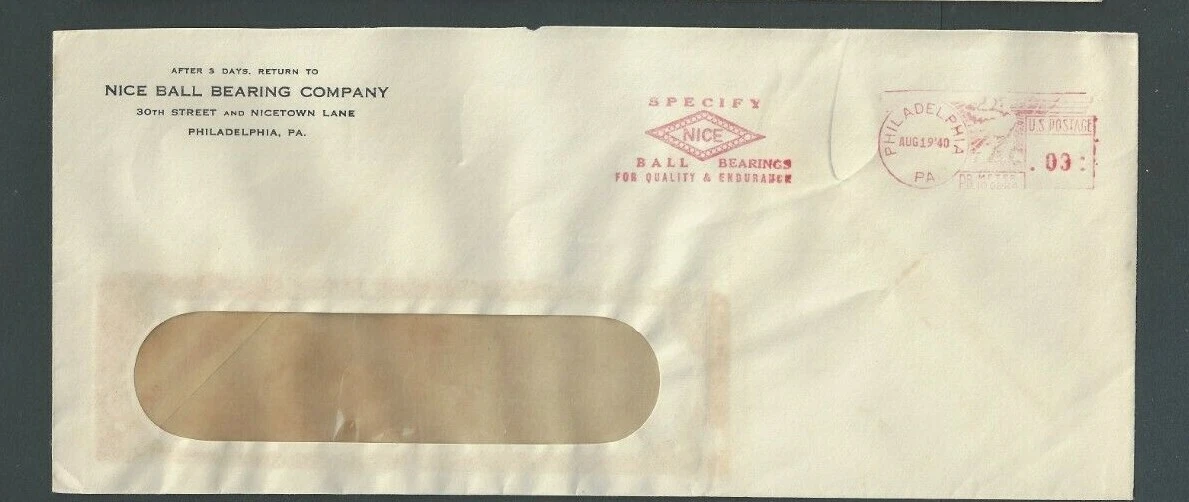 AFTER 5 DAYS, RETURN TO
NICE BALL BEARING COMPANY
30TH STREET AND NICETOWN LANE
PHILADELPHIA, PA.
SPECIFY
NICE
BALL BEARINGS
FOR QUALITY & ENDURANCE
PHILADELPHIA
AUG 19 '40
PA.
U.S. POSTAGE
.03
METER